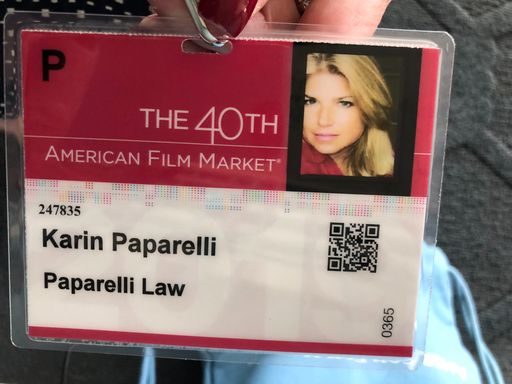 P
THE 40TH
AMERICAN FILM MARKET®
247835
Karin Paparelli
Paparelli Law
0365